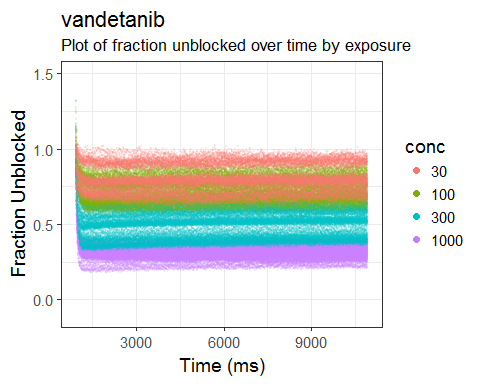 vandetanib
Plot of fraction unblocked over time by exposure
Fraction Unblocked
1.5
1.0
0.5
0.0
3000
6000
9000
Time (ms)
conc
30
100
300
1000